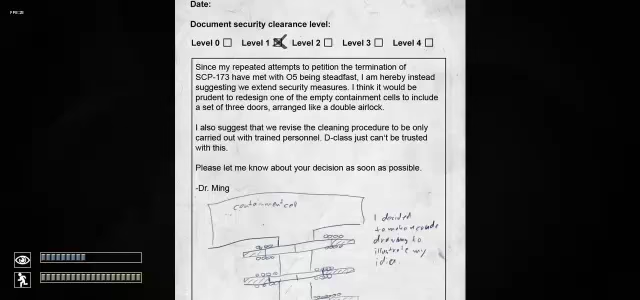 FPS: 28
Date:
Document security clearance level:
Level 0 Level 1 Level 2 Level 3 Level 4
Since my repeated attempts to petition the termination of
SCP-173 have met with O5 being steadfast, I am hereby instead
suggesting we extend security measures. I think it would be
prudent to redesign one of the empty containment cells to include
a set of three doors, arranged like a double airlock.
I also suggest that we revise the cleaning procedure to be only
carried out with trained personnel. D-class just can't be trusted
with this.
Please let me know about your decision as soon as possible.
-Dr. Ming
containment cell
I decided
to make a crude
drawing to
illustrate my
idea.